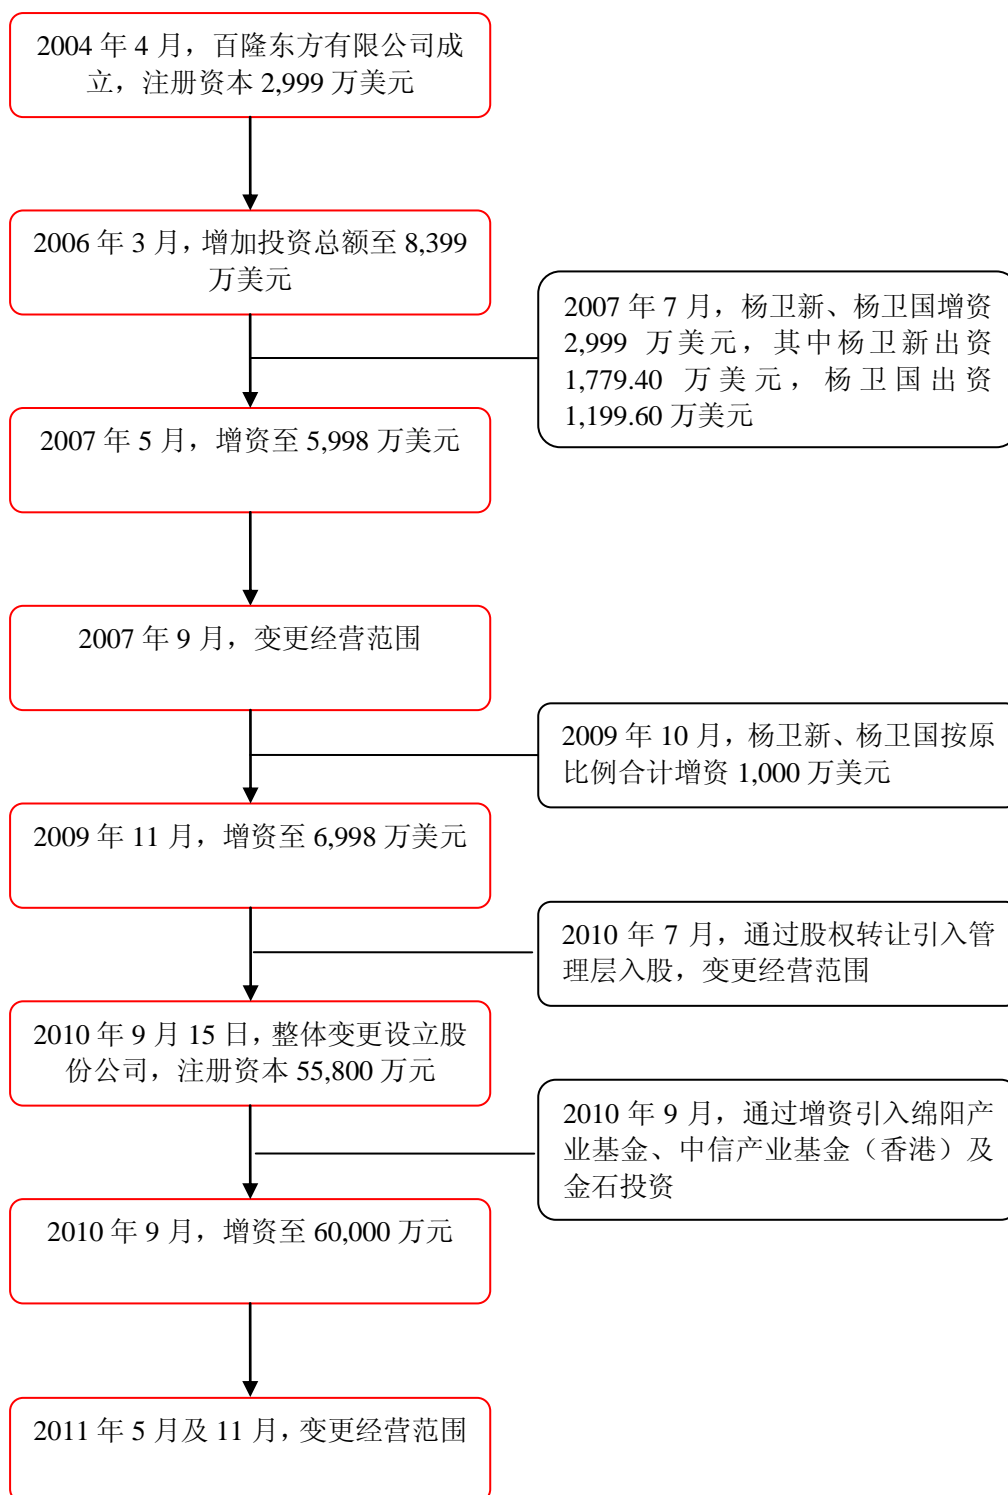 2004 年 4 月，百隆东方有限公司成
立，注册资本 2,999 万美元
2006 年 3 月，增加投资总额至 8,399
万美元
2007 年 7 月，杨卫新、杨卫国增资
2,999 万美元，其中杨卫新出资
1,779.40 万美元，杨卫国出资
1,199.60 万美元
2007 年 5 月，增资至 5,998 万美元
2007 年 9 月，变更经营范围
2009 年 10 月，杨卫新、杨卫国按原
比例合计增资 1,000 万美元
2009 年 11 月，增资至 6,998 万美元
2010 年 7 月，通过股权转让引入管
理层入股，变更经营范围
2010 年 9 月 15 日，整体变更设立股
份公司，注册资本 55,800 万元
2010 年 9 月，通过增资引入绵阳产
业基金、中信产业基金（香港）及
金石投资
2010 年 9 月，增资至 60,000 万元
2011 年 5 月及 11 月，变更经营范围